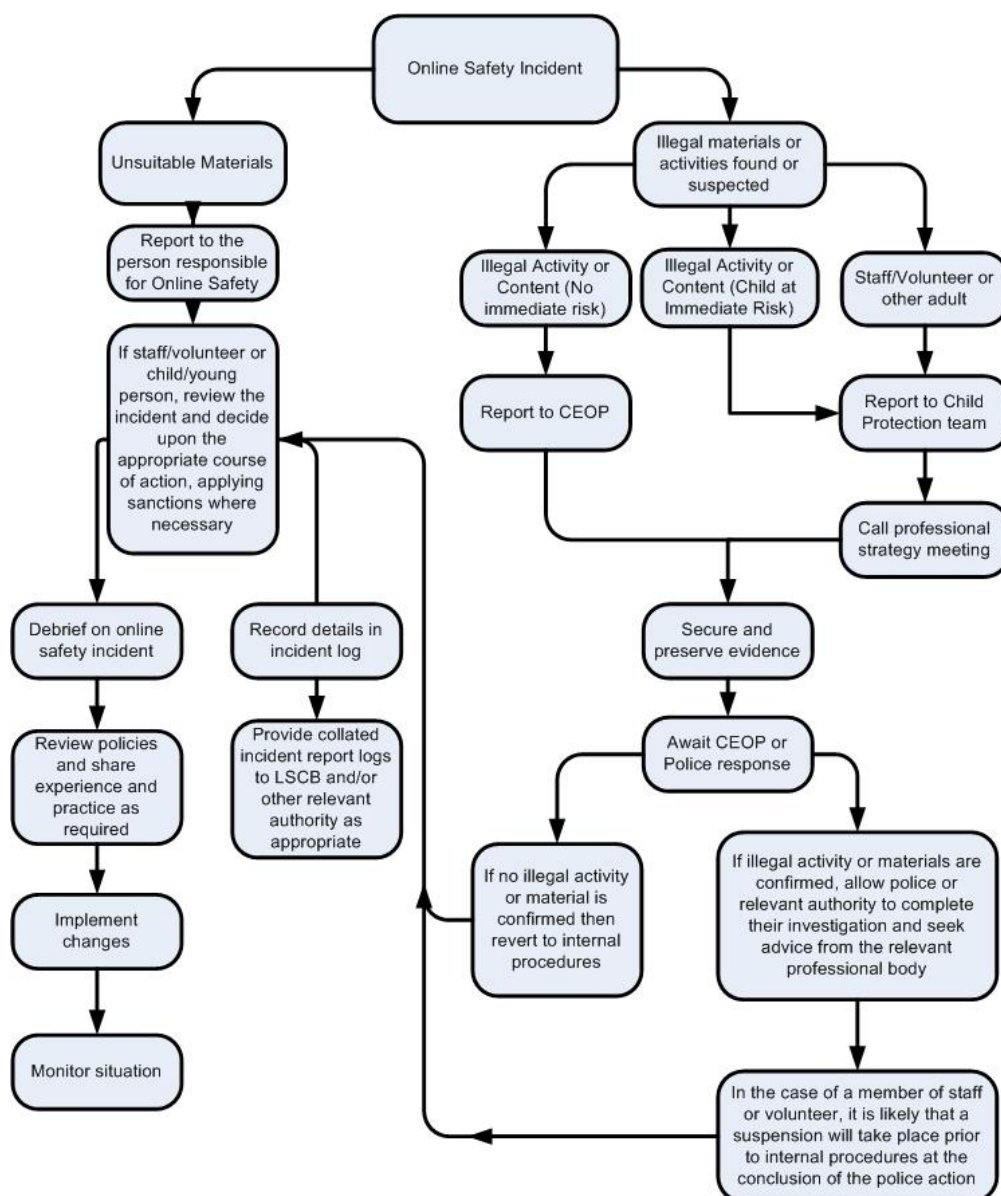 Online Safety Incident
Unsuitable Materials
Illegal materials or
activities found or
suspected
Report to the
person responsible
for Online Safety
Illegal Activity or
Content (No
immediate risk)
Illegal Activity or
Content (Child at
Immediate Risk)
Staff/Volunteer or
other adult
If staff/volunteer or
child/young
person, review the
incident and decide
upon the
appropriate course
of action, applying
sanctions where
necessary
Report to CEOP
Report to Child
Protection team
Call professional
strategy meeting
Debrief on online
safety incident
Record details in
incident log
Secure and
preserve evidence
Review policies
and share
experience and
practice as
required
Provide collated
incident report logs
to LSCB and/or
other relevant
authority as
appropriate
Await CEOP or
Police response
If no illegal activity
or material is
confirmed then
revert to internal
procedures
If illegal activity or materials are
confirmed, allow police or
relevant authority to complete
their investigation and seek
advice from the relevant
professional body
Implement
changes
Monitor situation
In the case of a member of staff
or volunteer, it is likely that a
suspension will take place prior
to internal procedures at the
conclusion of the police action